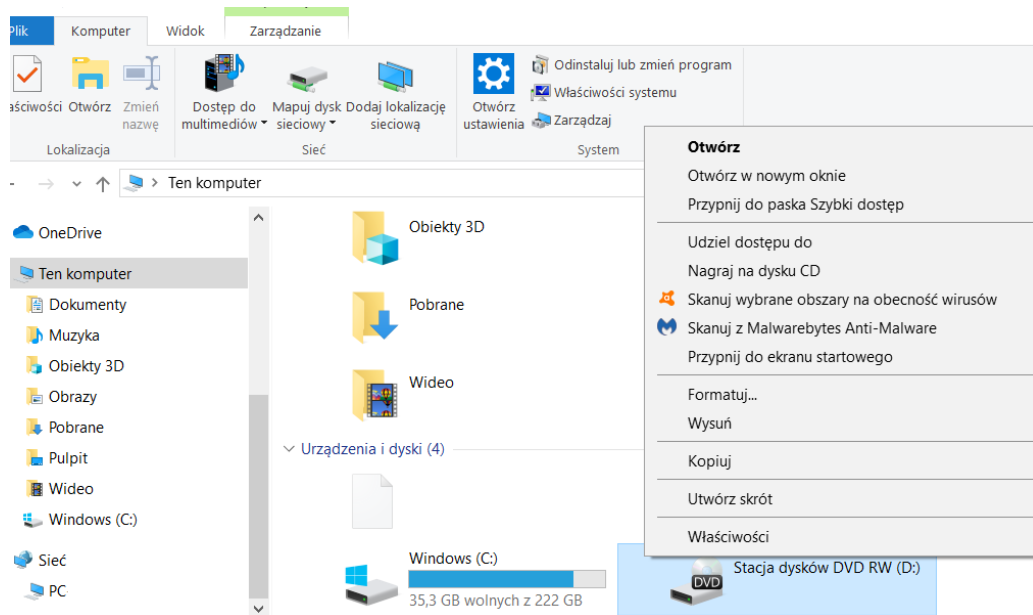 Plik Komputer Widok Zarządzanie
aściwości Otwórz Zmień nazwę
Dostęp do multimediów Mapuj dysk sieciowy Dodaj lokalizację sieciową
Otwórz ustawienia
Odinstaluj lub zmień program
Właściwości systemu
Zarządzaj
Lokalizacja Sieć System
Ten komputer
OneDrive
Ten komputer
Dokumenty
Muzyka
Obiekty 3D
Obrazy
Pobrane
Pulpit
Wideo
Windows (C:)
Sieć
PC
Obiekty 3D
Pobrane
Wideo
Urządzenia i dyski (4)
Windows (C:)
35,3 GB wolnych z 222 GB
DVD
Stacja dysków DVD RW (D:)
Otwórz
Otwórz w nowym oknie
Przypnij do paska Szybki dostęp
Udziel dostępu do
Nagraj na dysku CD
Skanuj wybrane obszary na obecność wirusów
Skanuj z Malwarebytes Anti-Malware
Przypnij do ekranu startowego
Formatuj...
Wysuń
Kopiuj
Utwórz skrót
Właściwości